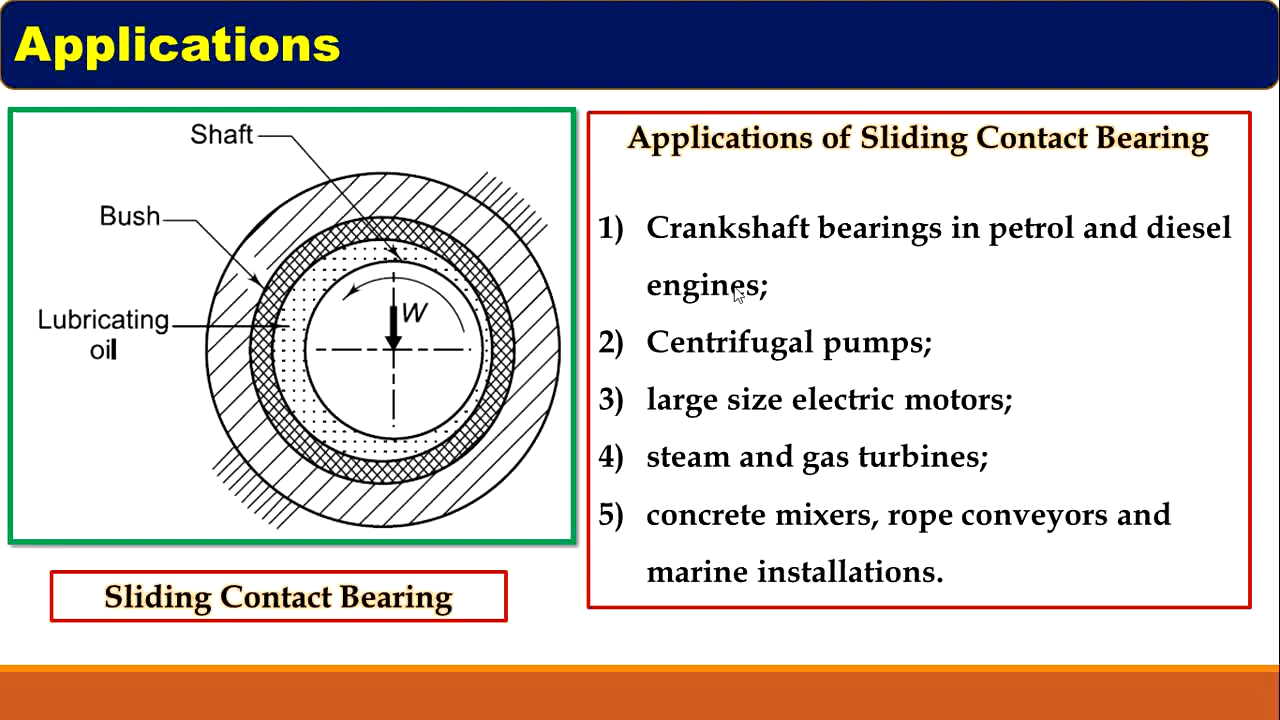 Applications
Shaft
Bush
Lubricating
oil
W
Sliding Contact Bearing
Applications of Sliding Contact Bearing
1) Crankshaft bearings in petrol and diesel
engines;
2) Centrifugal pumps;
3) large size electric motors;
4) steam and gas turbines;
5) concrete mixers, rope conveyors and
marine installations.